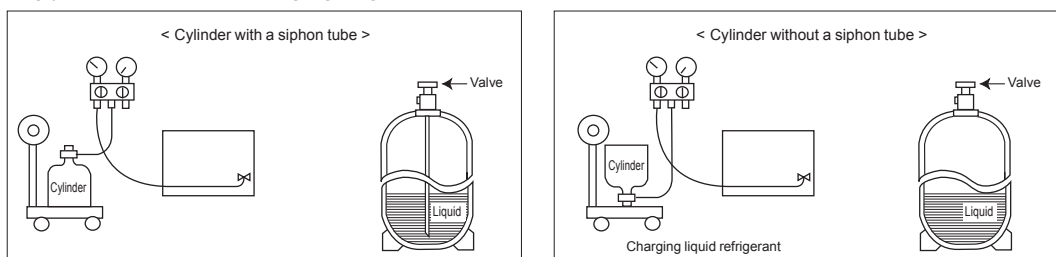 < Cylinder with a siphon tube >
Valve
Cylinder
Liquid
< Cylinder without a siphon tube >
Valve
Cylinder
Liquid
Charging liquid refrigerant